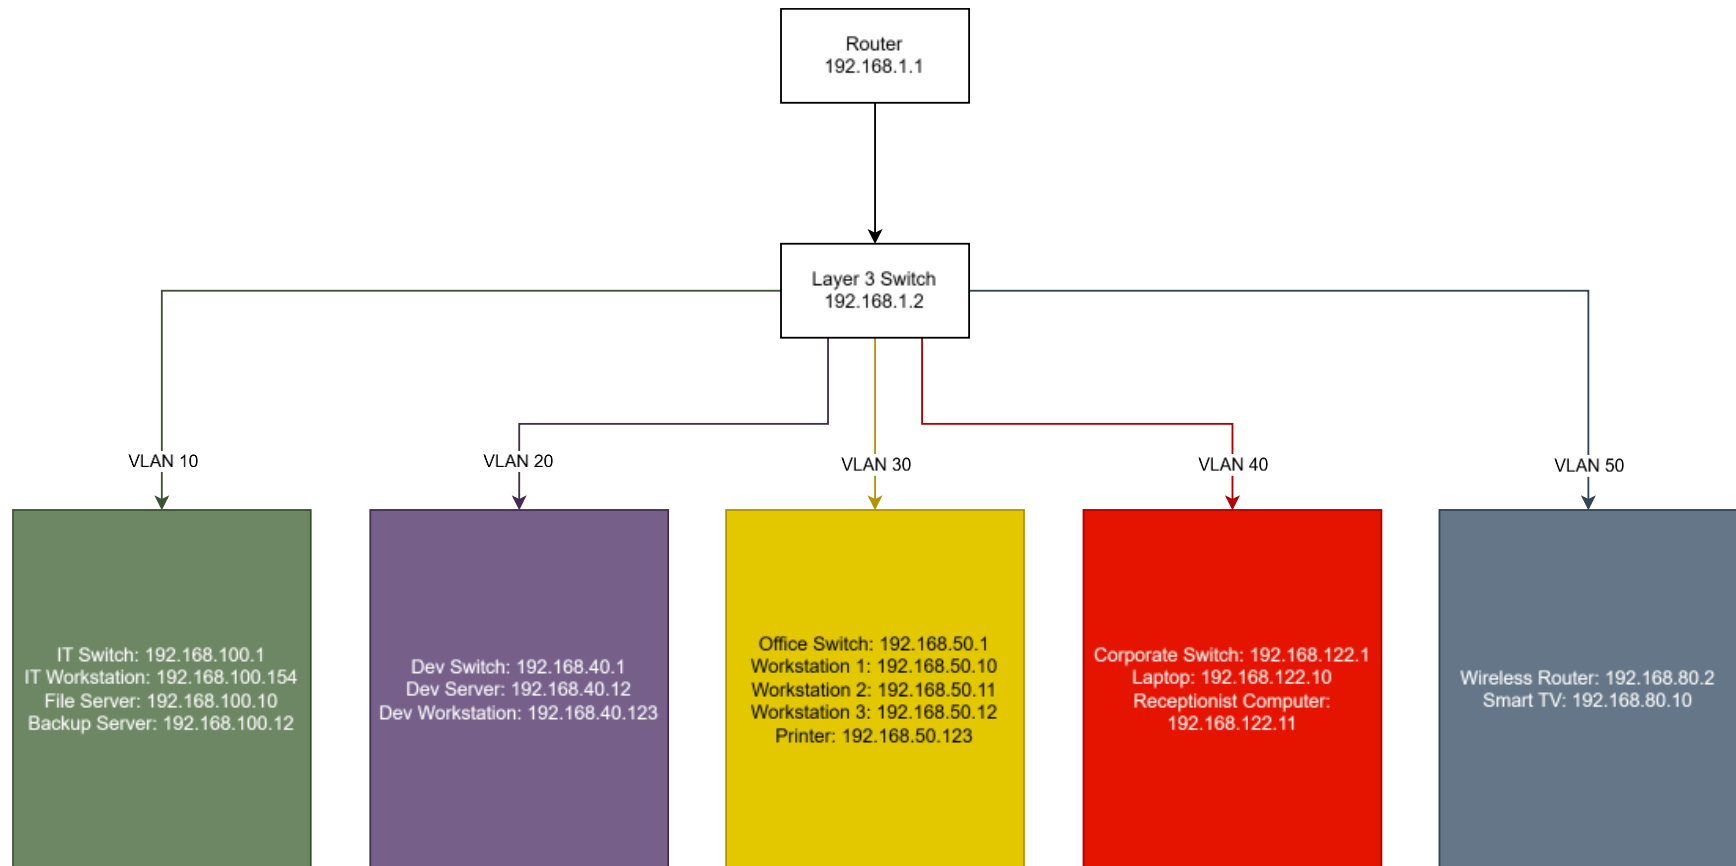 Router
192.168.1.1
Layer 3 Switch
192.168.1.2
VLAN 10
VLAN 20
VLAN 30
VLAN 40
VLAN 50
IT Switch: 192.168.100.1
IT Workstation: 192.168.100.154
File Server: 192.168.100.10
Backup Server: 192.168.100.12
Dev Switch: 192.168.40.1
Dev Server: 192.168.40.12
Dev Workstation: 192.168.40.123
Office Switch: 192.168.50.1
Workstation 1: 192.168.50.10
Workstation 2: 192.168.50.11
Workstation 3: 192.168.50.12
Printer: 192.168.50.123
Corporate Switch: 192.168.122.1
Laptop: 192.168.122.10
Receptionist Computer:
192.168.122.11
Wireless Router: 192.168.80.2
Smart TV: 192.168.80.10